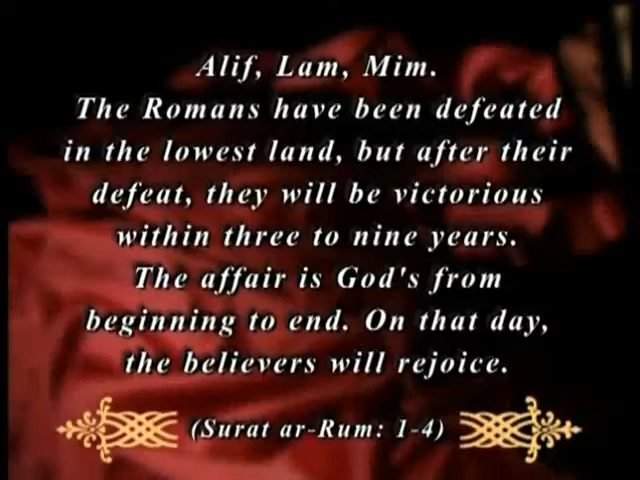 Alif, Lam, Mim.
The Romans have been defeated
in the lowest land, but after their
defeat, they will be victorious
within three to nine years.
The affair is God's from
beginning to end. On that day,
the believers will rejoice.
(Surat ar-Rum: 1-4)